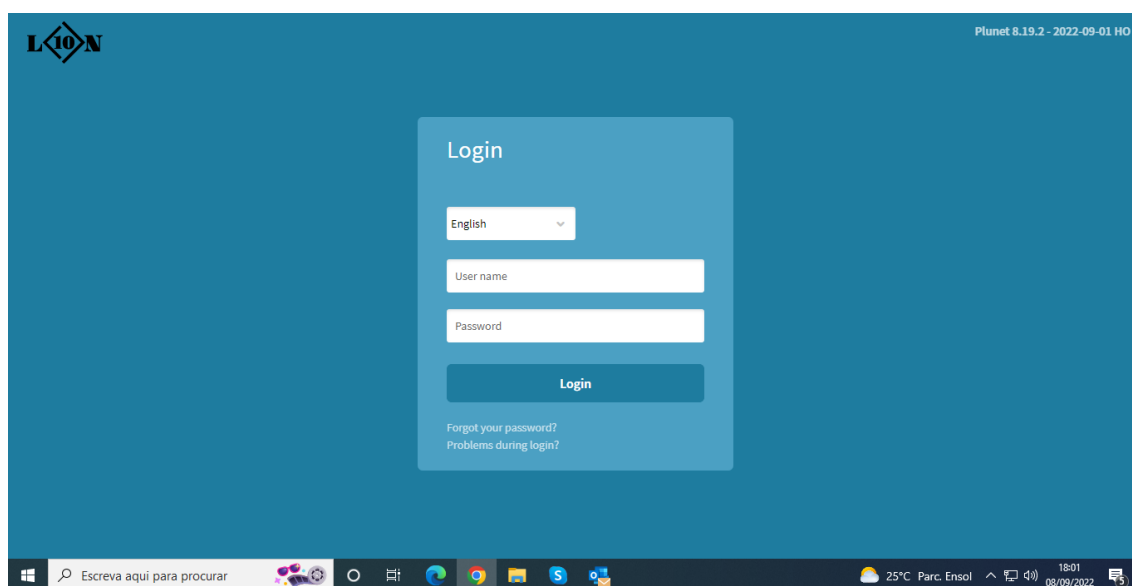 L10N
Plunet 8.19.2 - 2022-09-01 HO
Login
English
User name
Password
Login
Forgot your password?
Problems during login?
Escreva aqui para procurar
25°C Parc. Ensol
18:01
08/09/2022
5